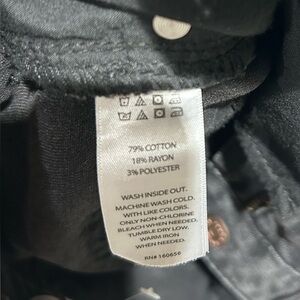 79% COTTON
18% RAYON
3% POLYESTER
WASH INSIDE OUT.
MACHINE WASH COLD.
WITH LIKE COLORS.
ONLY NON-CHLORINE
BLEACH WHEN NEEDED.
TUMBLE DRY LOW.
WARM IRON
WHEN NEEDED.
RN# 160656